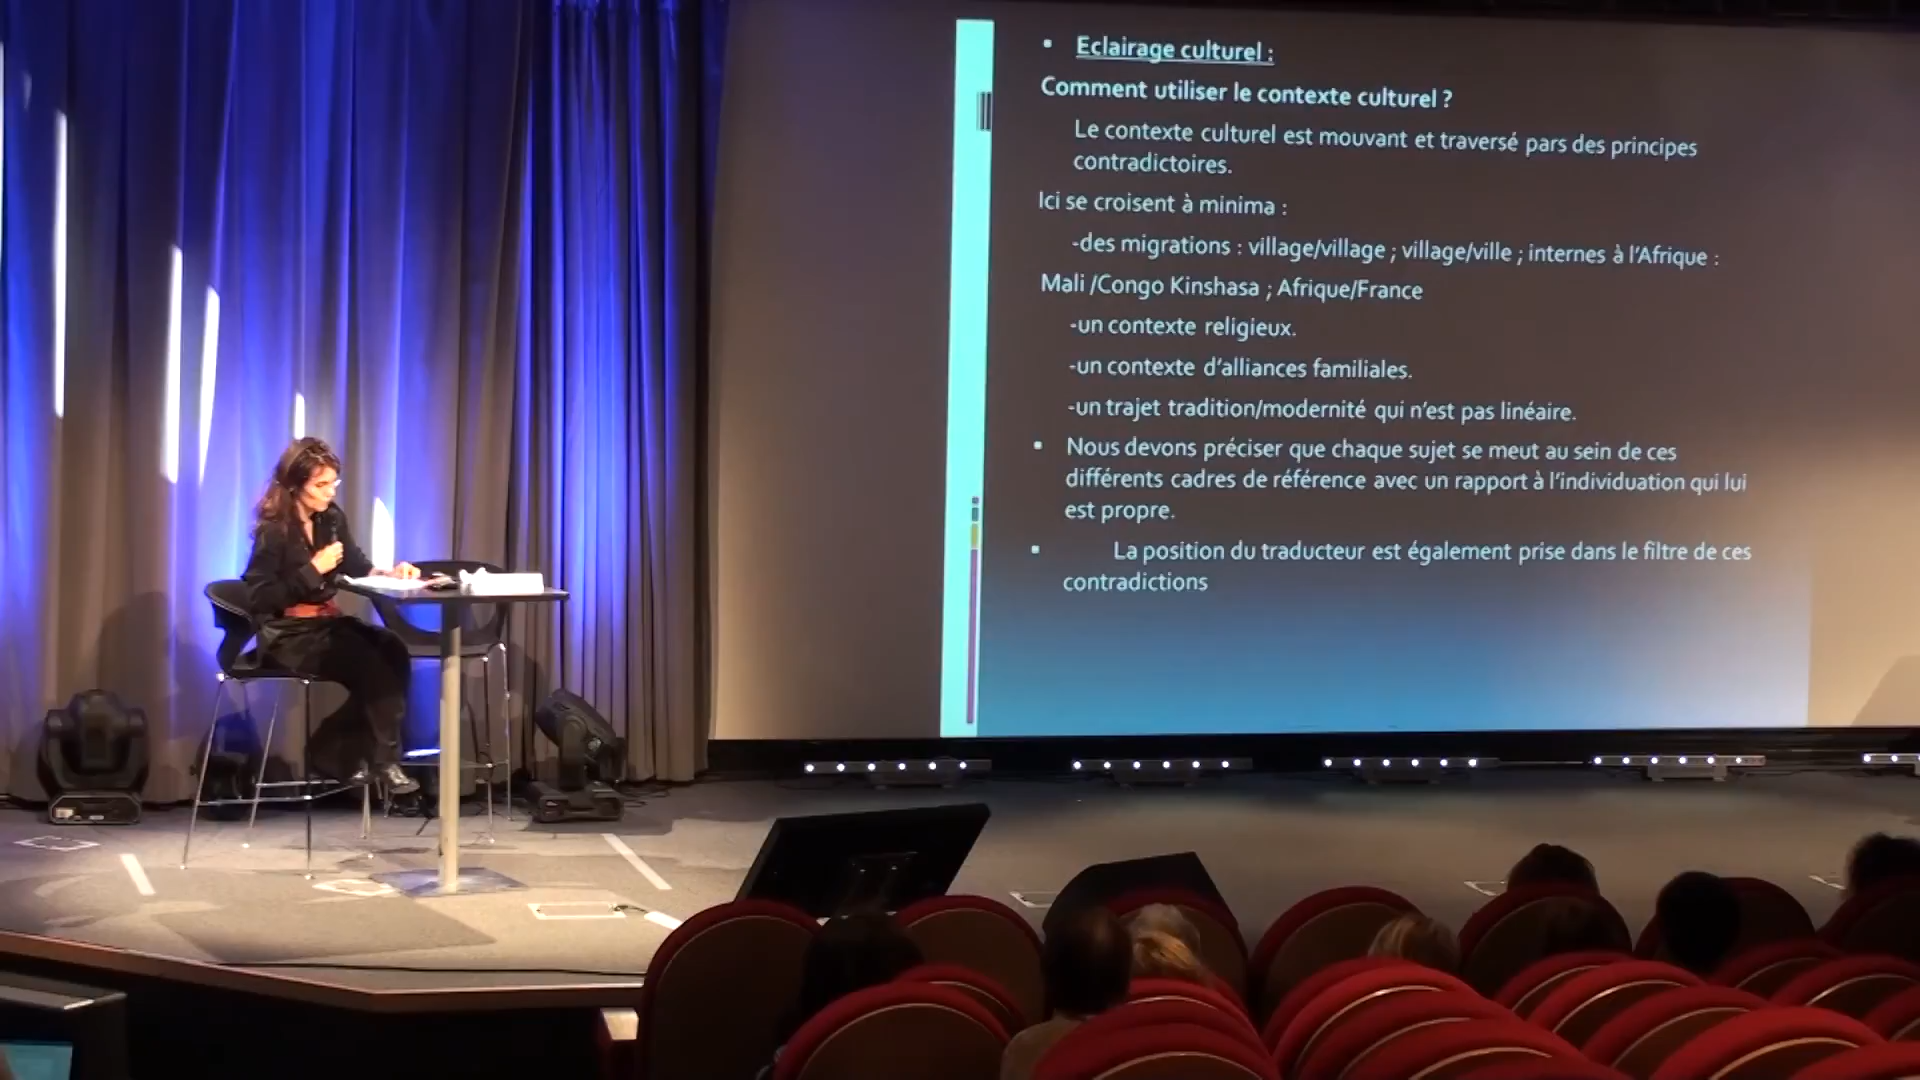 ▪ Eclairage culturel :
Comment utiliser le contexte culturel ?
Le contexte culturel est mouvant et traversé pars des principes
contradictoires.
Ici se croisent à minima :
-des migrations : village/village ; village/ville ; internes à l'Afrique :
Mali /Congo Kinshasa ; Afrique/France
-un contexte religieux.
-un contexte d'alliances familiales.
-un trajet tradition/modernité qui n'est pas linéaire.
▪ Nous devons préciser que chaque sujet se meut au sein de ces
différents cadres de référence avec un rapport à l'individuation qui lui
est propre.
▪ La position du traducteur est également prise dans le filtre de ces
contradictions